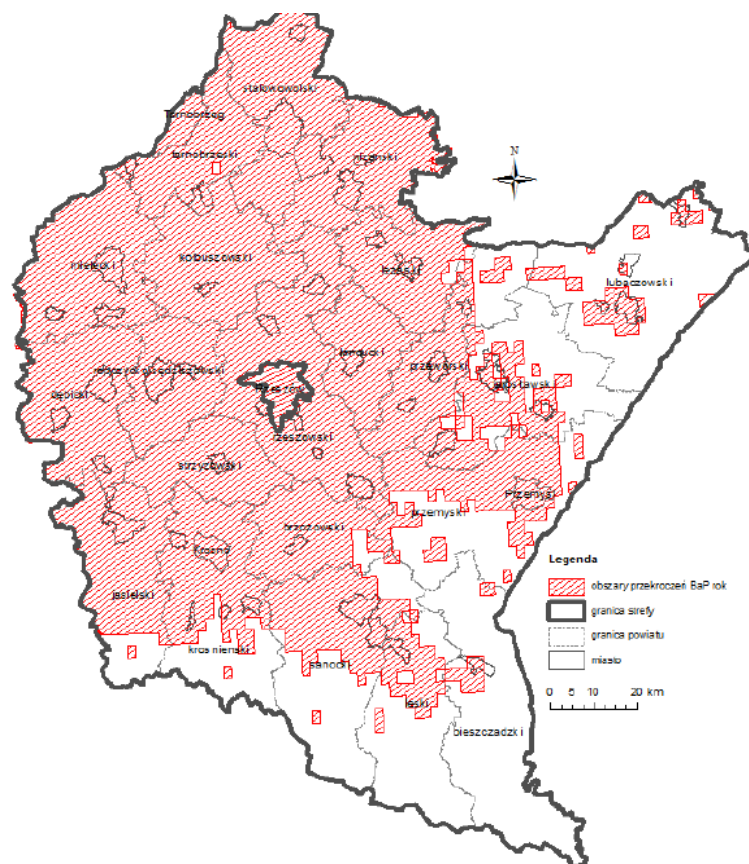 stalowowolski
Tarnobrzeg
tarnobrzeski
niżański
N
kolbuszowski
mielecki
leżajski
lubaczowski
łańcucki
przeworski
ropczycko-sędziszowski
jarosławski
dębicki
Rzeszów
rzeszowski
strzyżowski
Przemyśl
przemyski
brzozowski
Krosno
jasielski
krośnieński
sanocki
leski
bieszczadzki
Legenda
obszary przekroczeń BaP rok
granica strefy
granica powiatu
miasto
0 5 10 20 km